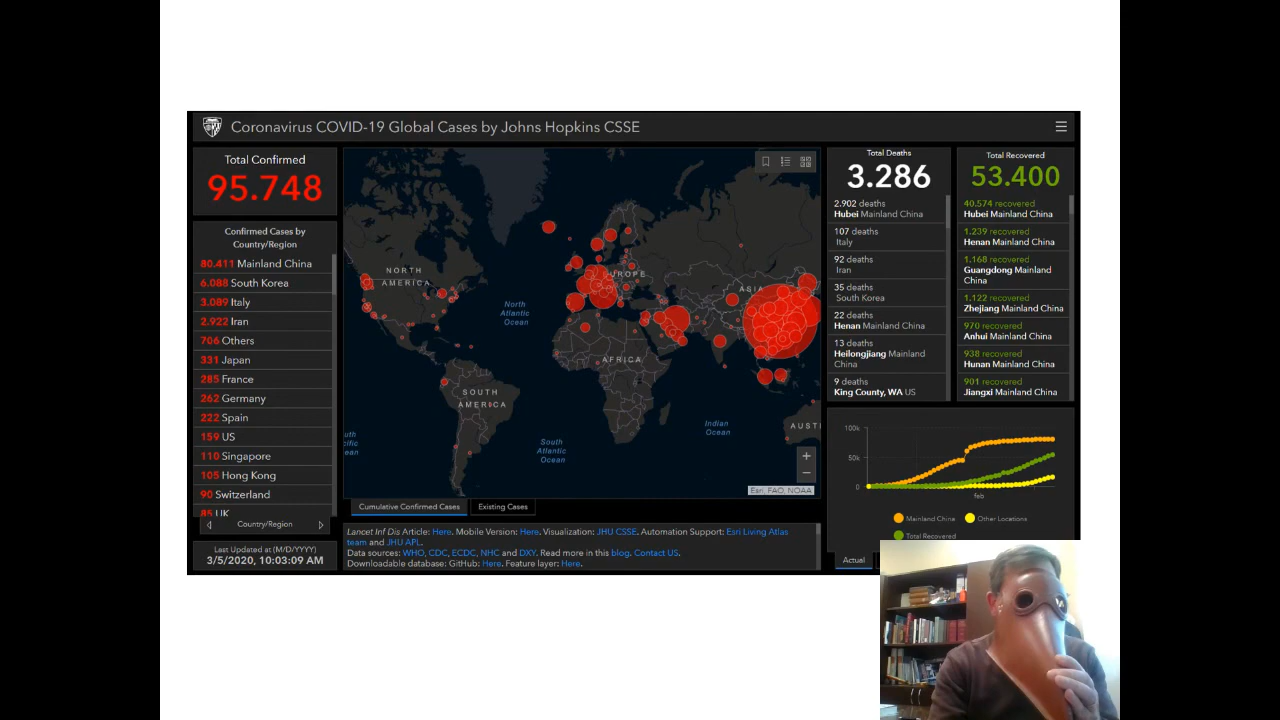 Coronavirus COVID-19 Global Cases by Johns Hopkins CSSE
Total Confirmed
95.748
Confirmed Cases by
Country/Region
80.411 Mainland China
6.088 South Korea
3.089 Italy
2.922 Iran
706 Others
331 Japan
285 France
262 Germany
222 Spain
159 US
110 Singapore
105 Hong Kong
90 Switzerland
85 UK
Country/Region
Last Updated at (M/D/YYYY)
3/5/2020, 10:03:09 AM
NORTH
AMERICA
North
Atlantic
Ocean
EUROPE
ASIA
AFRICA
SOUTH
AMERICA
South
Atlantic
Ocean
Indian
Ocean
AUST
uth
cific
ean
+
−
Esri, FAO, NOAA
Cumulative Confirmed Cases
Existing Cases
Lancet Inf Dis Article: Here. Mobile Version: Here. Visualization: JHU CSSE. Automation Support: Esri Living Atlas
team and JHU APL.
Data sources: WHO, CDC, ECDC, NHC and DXY. Read more in this blog. Contact US.
Downloadable database: GitHub: Here. Feature layer: Here.
Total Deaths
3.286
2.902 deaths
Hubei Mainland China
107 deaths
Italy
92 deaths
Iran
35 deaths
South Korea
22 deaths
Henan Mainland China
13 deaths
Heilongjiang Mainland
China
9 deaths
King County, WA US
Total Recovered
53.400
40.574 recovered
Hubei Mainland China
1.239 recovered
Henan Mainland China
1.168 recovered
Guangdong Mainland
China
1.122 recovered
Zhejiang Mainland China
970 recovered
Anhui Mainland China
938 recovered
Hunan Mainland China
901 recovered
Jiangxi Mainland China
100k
50k
0
feb
Mainland China
Other Locations
Total Recovered
Actual